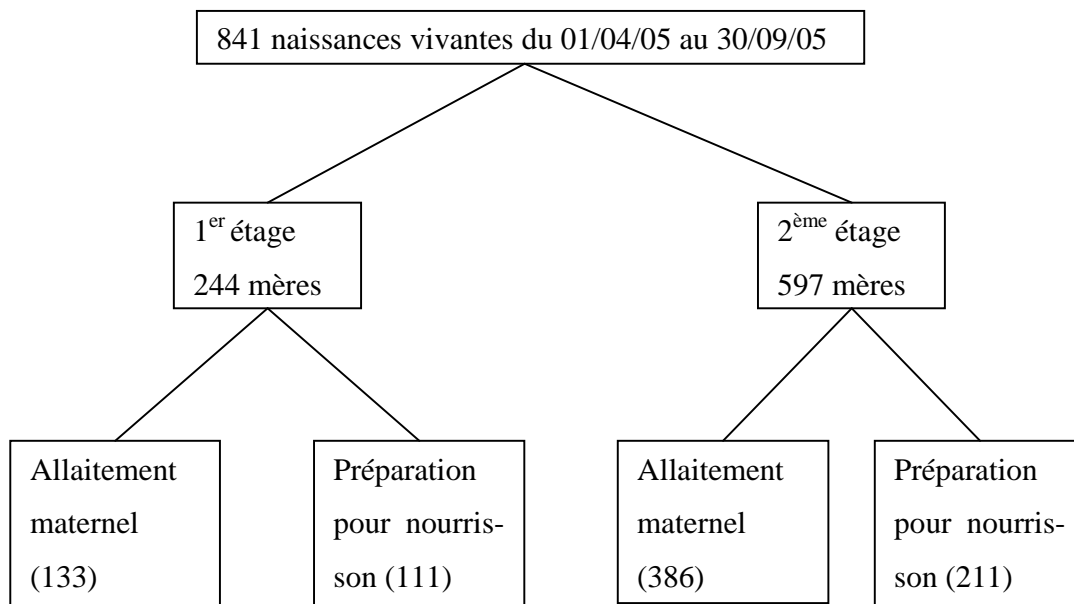 841 naissances vivantes du 01/04/05 au 30/09/05
1er étage
244 mères
2ème étage
597 mères
Allaitement
maternel
(133)
Préparation
pour nourris-
son (111)
Allaitement
maternel
(386)
Préparation
pour nourris-
son (211)